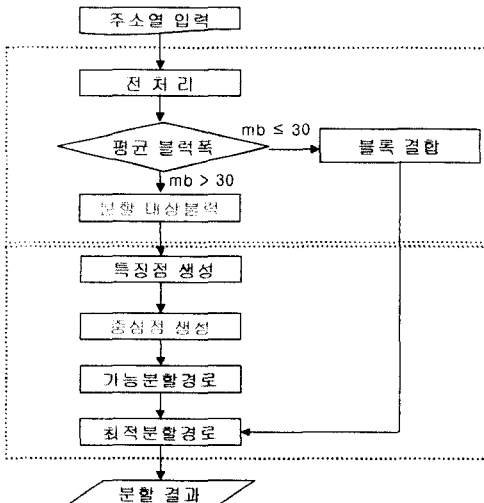 주소열 입력
전 처 리
평균 블럭폭
mb ≤ 30
블록 결합
mb > 30
분할 대상블럭
특징점 생성
중심점 생성
가능분할경로
최적분할경로
분할 결과